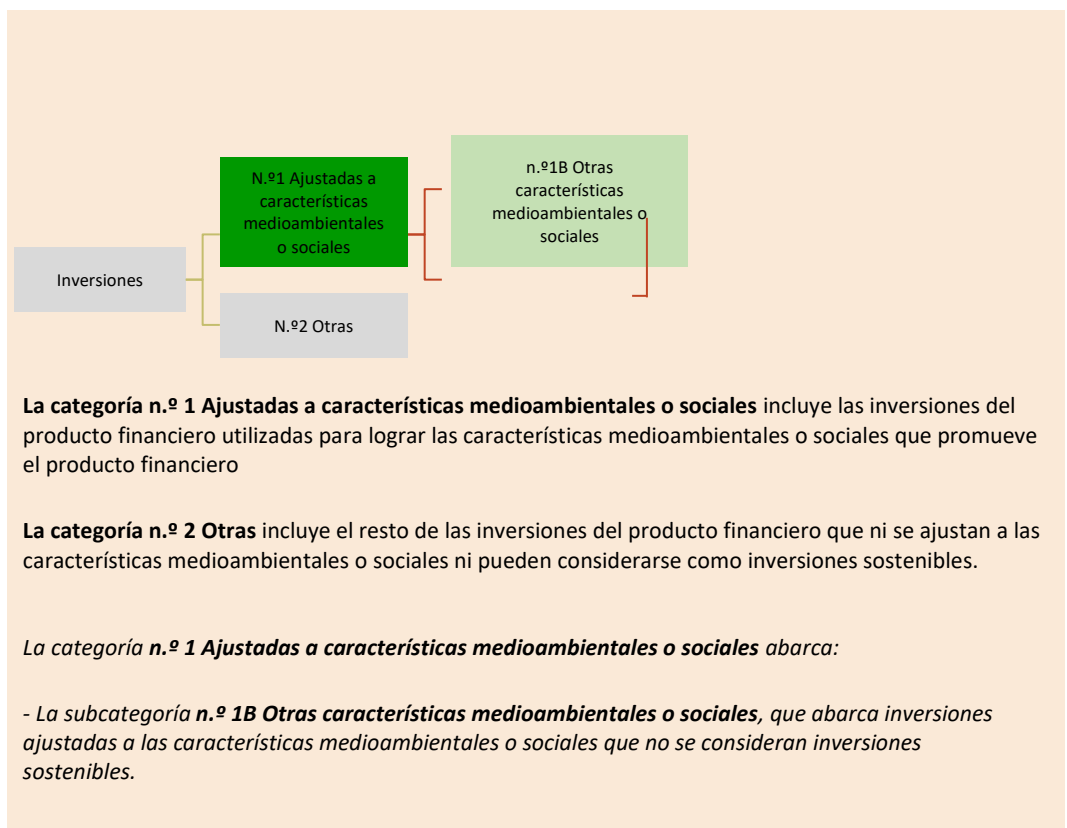 n.º1B Otras
características
medioambientales o
sociales
N.º1 Ajustadas a
características
medioambientales
o sociales
Inversiones
N.º2 Otras
La categoría n.º 1 Ajustadas a características medioambientales o sociales incluye las inversiones del
producto financiero utilizadas para lograr las características medioambientales o sociales que promueve
el producto financiero
La categoría n.º 2 Otras incluye el resto de las inversiones del producto financiero que ni se ajustan a las
características medioambientales o sociales ni pueden considerarse como inversiones sostenibles.
La categoría n.º 1 Ajustadas a características medioambientales o sociales abarca:
- La subcategoría n.º 1B Otras características medioambientales o sociales, que abarca inversiones
ajustadas a las características medioambientales o sociales que no se consideran inversiones
sostenibles.